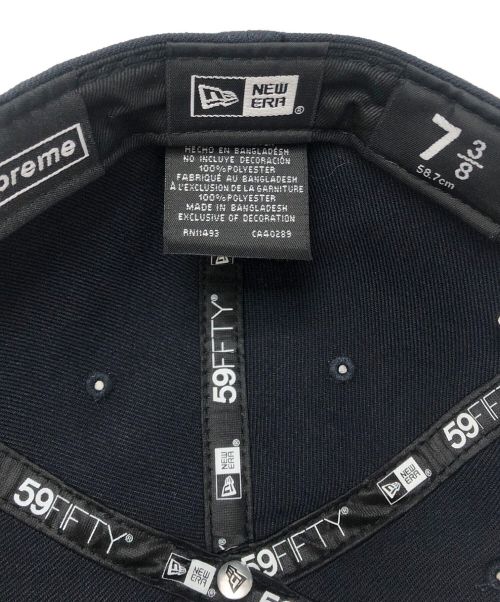 NEW
ERA®
7 3/8
58.7cm
HECHO EN BANGLADESH
NO INCLUYE DECORACIÓN
100% POLYESTER
FABRIQUÉ AU BANGLADESH
À L'EXCLUSION DE LA GARNITURE
100% POLYESTER
MADE IN BANGLADESH
EXCLUSIVE OF DECORATION
RN11493 CA40289
59FIFTY®
NEW
ERA
59FIFTY®
NEW
ERA
59FIFTY
NEW
ERA
59FIFTY